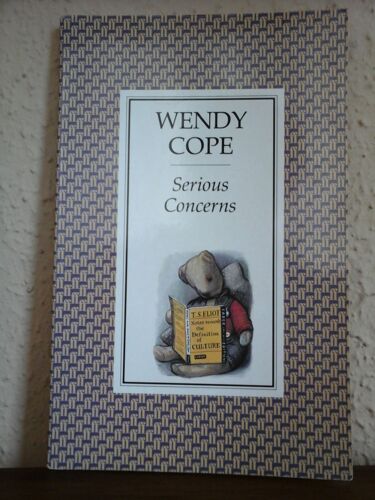 WENDY
COPE
Serious
Concerns
T. S. ELIOT
Notes towards
the
Definition
of
CULTURE